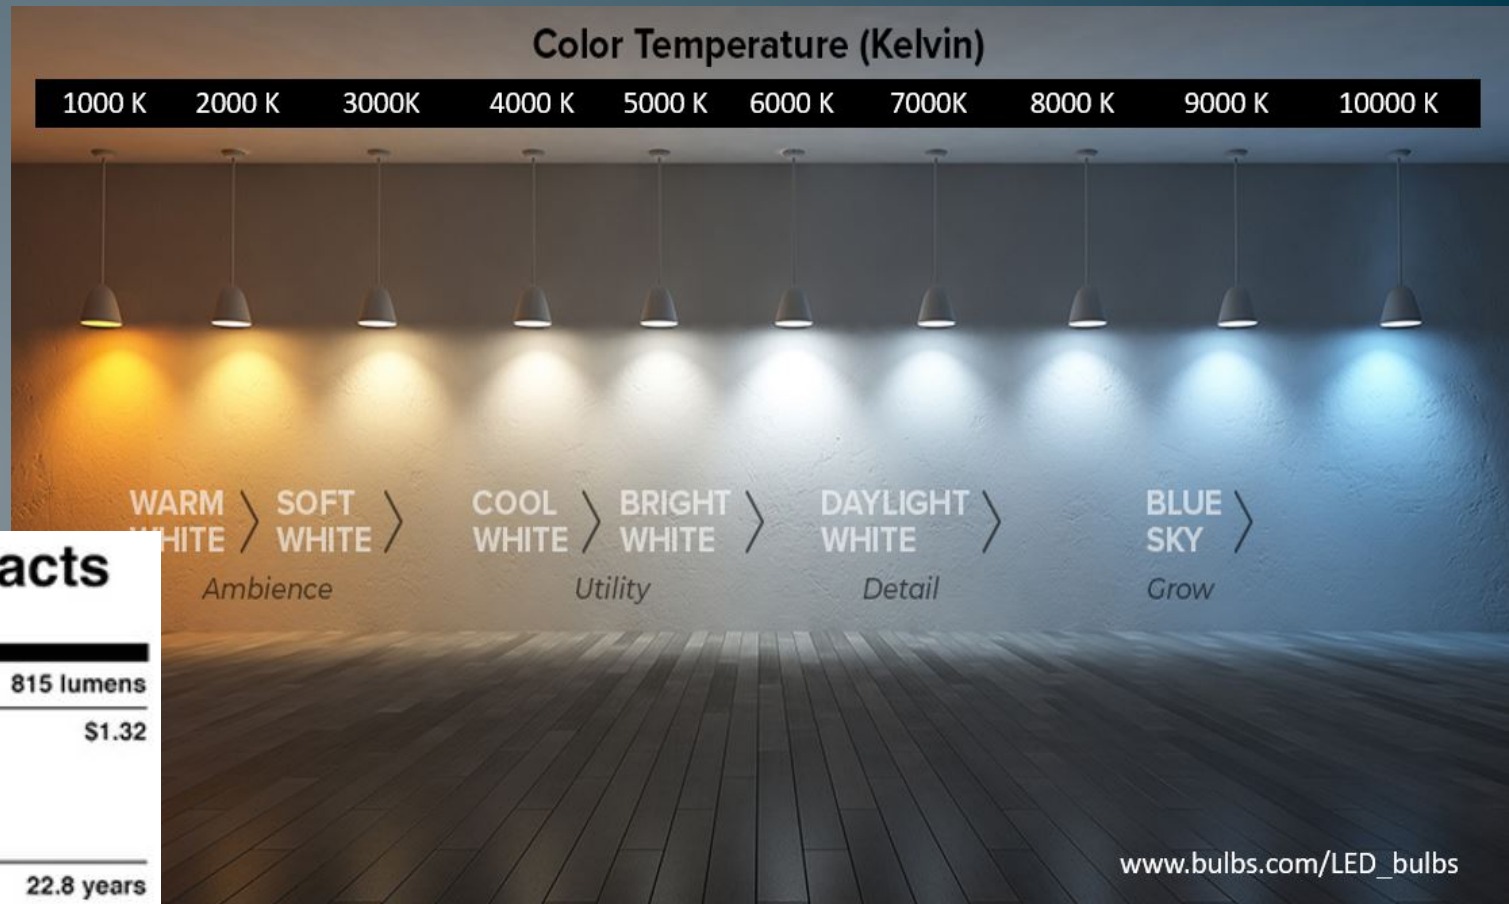 Color Temperature (Kelvin)
1000 K 2000 K 3000K 4000 K 5000 K 6000 K 7000K 8000 K 9000 K 10000 K
WARM WHITE > SOFT WHITE > COOL WHITE > BRIGHT WHITE > DAYLIGHT WHITE > BLUE SKY >
Ambience Utility Detail Grow
acts
815 lumens
$1.32
22.8 years
www.bulbs.com/LED_bulbs